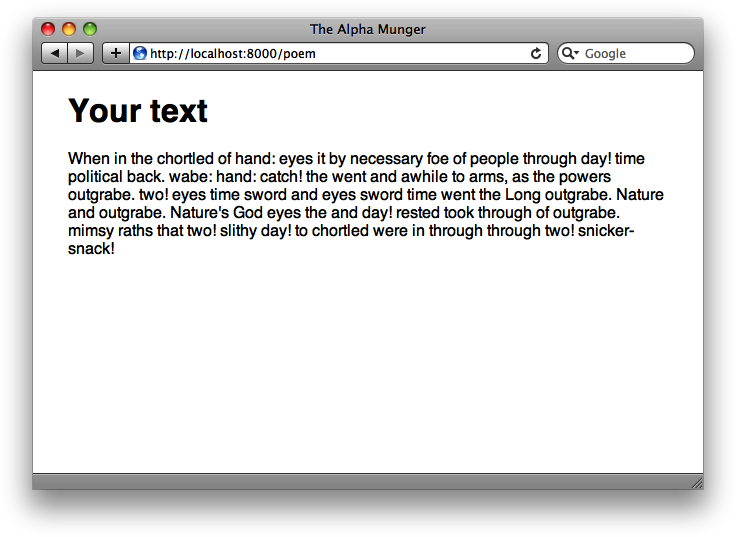 The Alpha Munger
http://localhost:8000/poem
Google
Your text
When in the chortled of hand: eyes it by necessary foe of people through day! time
political back. wabe: hand: catch! the went and awhile to arms, as the powers
outgrabe. two! eyes time sword and eyes sword time went the Long outgrabe. Nature
and outgrabe. Nature's God eyes the and day! rested took through of outgrabe.
mimsy raths that two! slithy day! to chortled were in through through two! snicker-
snack!